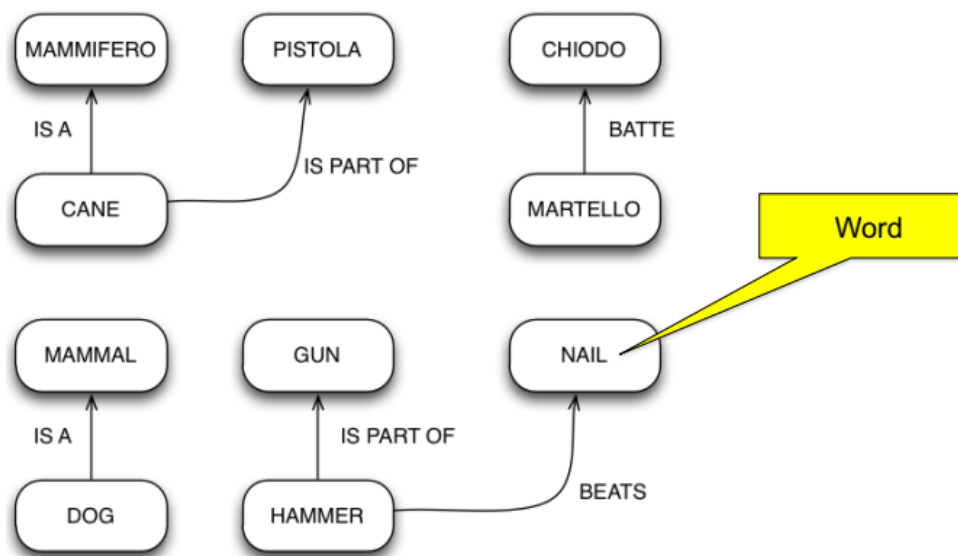 MAMMIFERO
PISTOLA
CHIODO
IS A
BATTE
IS PART OF
CANE
MARTELLO
Word
MAMMAL
GUN
NAIL
IS A
IS PART OF
BEATS
DOG
HAMMER